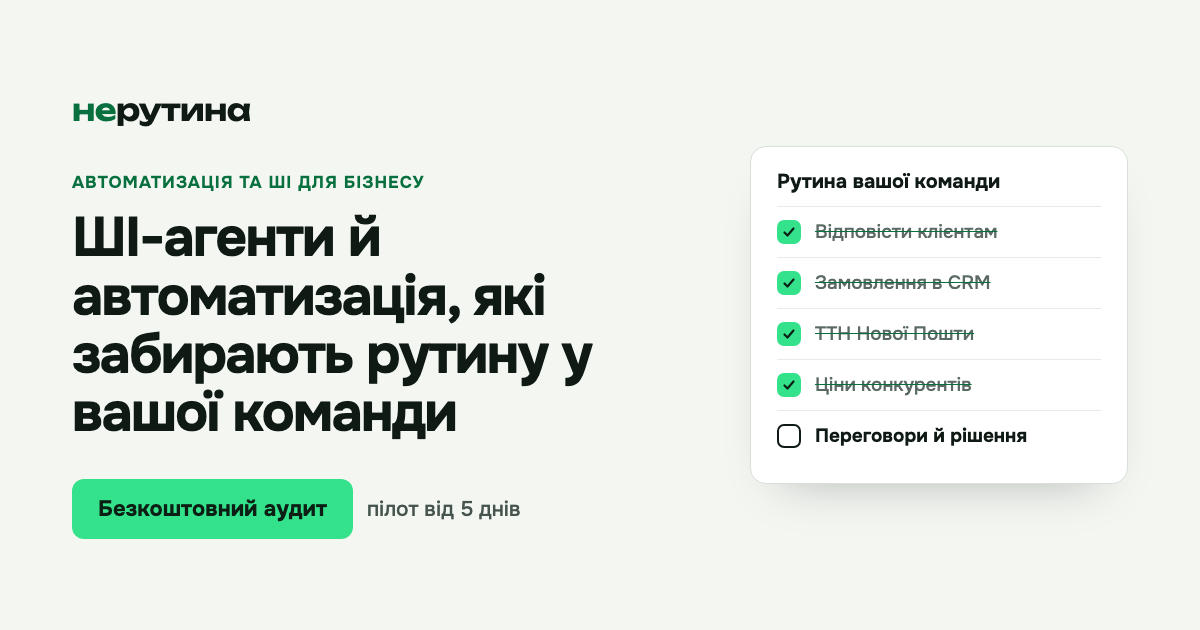 нерутина
АВТОМАТИЗАЦІЯ ТА ШІ ДЛЯ БІЗНЕСУ
ШІ-агенти й
автоматизація, які
забирають рутину у
вашої команди
Безкоштовний аудит
пілот від 5 днів
Рутина вашої команди
Відповісти клієнтам
Замовлення в CRM
ТТН Нової Пошти
Ціни конкурентів
Переговори й рішення